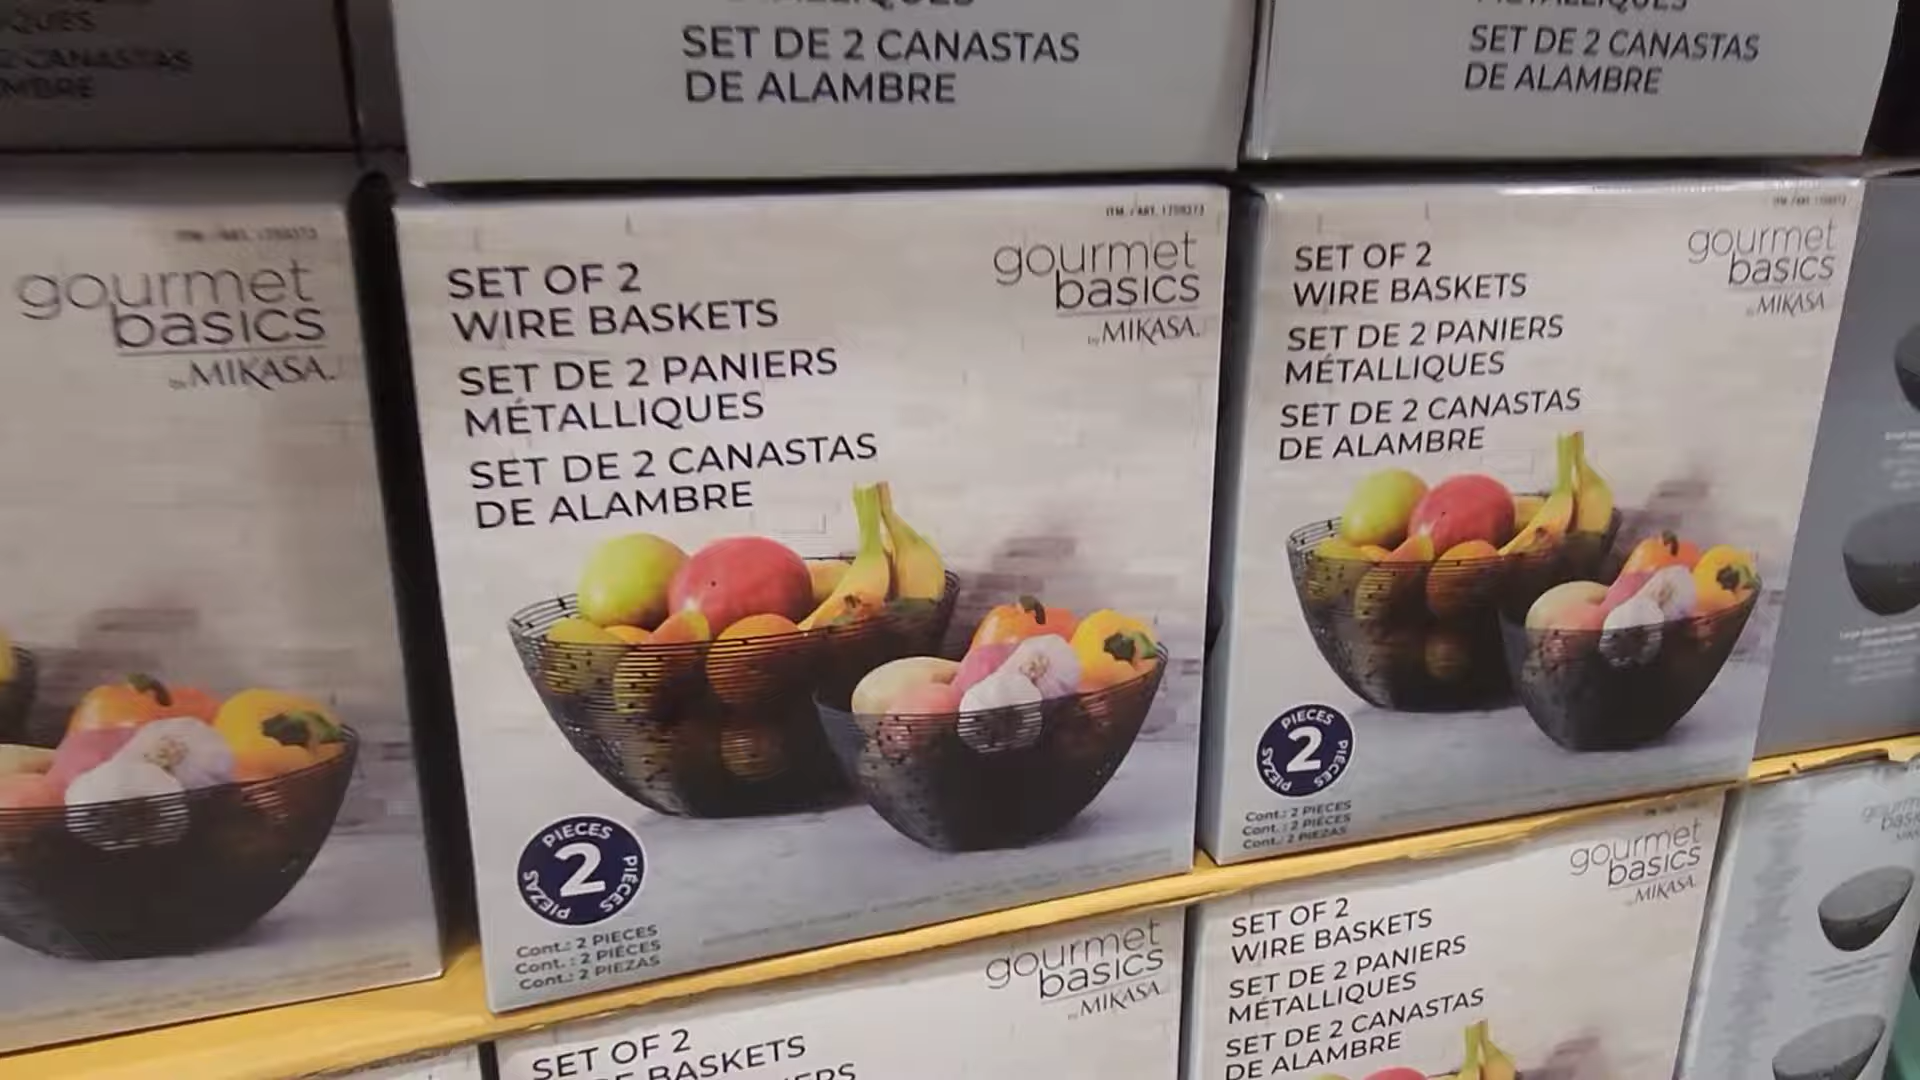 SET DE 2 CANASTAS
DE ALAMBRE
SET DE 2 CANASTAS
DE ALAMBRE
gourmet
basics
by MIKASA
SET OF 2
WIRE BASKETS
SET DE 2 PANIERS
MÉTALLIQUES
SET DE 2 CANASTAS
DE ALAMBRE
gourmet
basics
by MIKASA
PIECES
2
PIÈCES
PIEZAS
Cont.: 2 PIECES
Cont.: 2 PIÈCES
Cont.: 2 PIEZAS
SET OF 2
WIRE BASKETS
SET DE 2 PANIERS
MÉTALLIQUES
SET DE 2 CANASTAS
DE ALAMBRE
gourmet
basics
by MIKASA
PIECES
2
PIÈCES
PIEZAS
Cont.: 2 PIECES
Cont.: 2 PIÈCES
Cont.: 2 PIEZAS
gourmet
basics
by MIKASA
SET OF 2
BASKETS
SET OF 2
WIRE BASKETS
SET DE 2 PANIERS
MÉTALLIQUES
SET DE 2 CANASTAS
DE ALAMBRE
gourmet
basics
by MIKASA